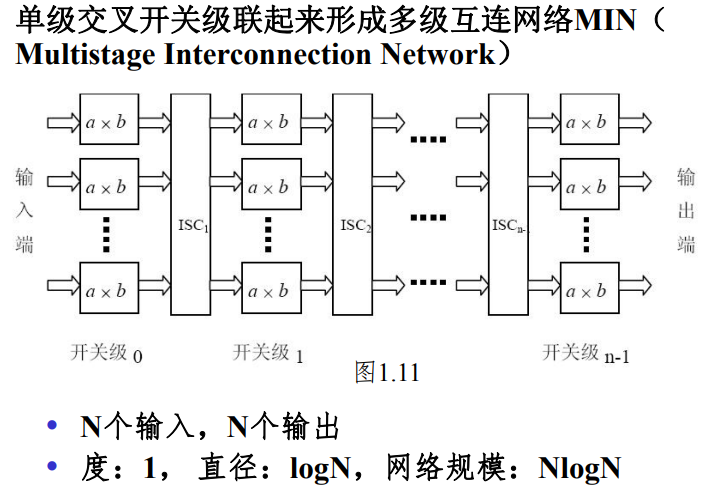 单级交叉开关级联起来形成多级互连网络MIN（
Multistage Interconnection Network）
a × b a × b a × b
输入端 a × b ISC1 a × b ISC2 ISCn-1 a × b 输出端
a × b a × b a × b
开关级 0 开关级 1 开关级 n-1
图1.11
• N个输入，N个输出
• 度：1， 直径：logN，网络规模：NlogN